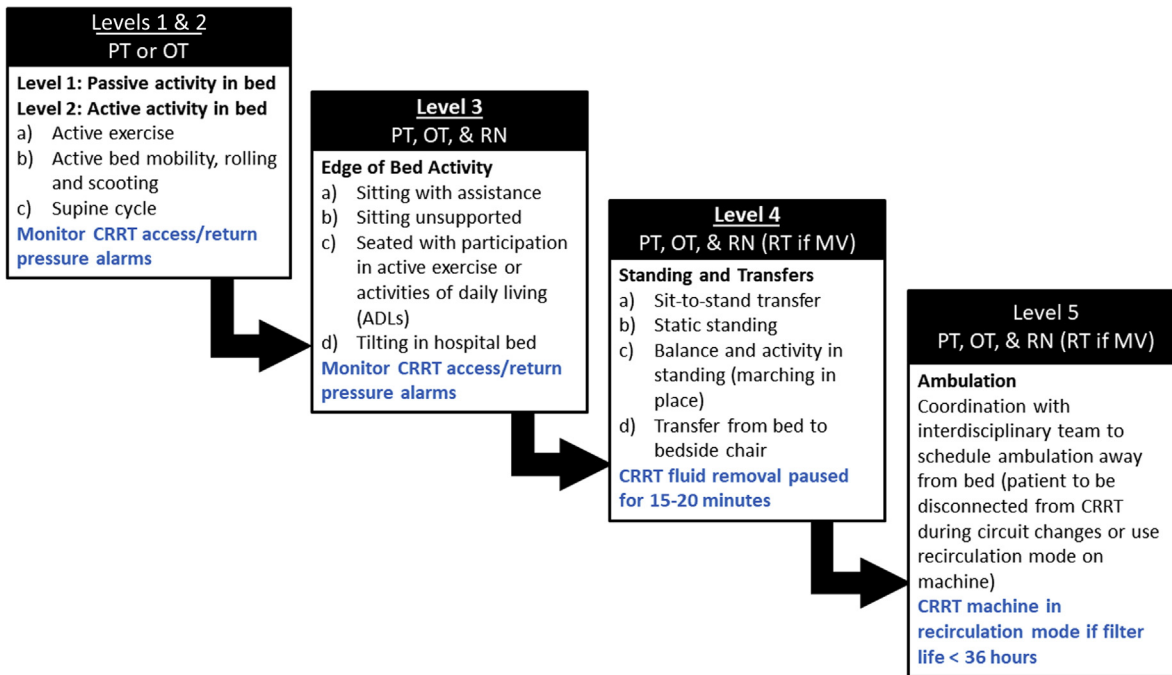 Levels 1 & 2
PT or OT
Level 1: Passive activity in bed
Level 2: Active activity in bed
a) Active exercise
b) Active bed mobility, rolling
and scooting
c) Supine cycle
Monitor CRRT access/return
pressure alarms
Level 3
PT, OT, & RN
Edge of Bed Activity
a) Sitting with assistance
b) Sitting unsupported
c) Seated with participation
in active exercise or
activities of daily living
(ADLs)
d) Tilting in hospital bed
Monitor CRRT access/return
pressure alarms
Level 4
PT, OT, & RN (RT if MV)
Standing and Transfers
a) Sit-to-stand transfer
b) Static standing
c) Balance and activity in
standing (marching in
place)
d) Transfer from bed to
bedside chair
CRRT fluid removal paused
for 15-20 minutes
Level 5
PT, OT, & RN (RT if MV)
Ambulation
Coordination with
interdisciplinary team to
schedule ambulation away
from bed (patient to be
disconnected from CRRT
during circuit changes or use
recirculation mode on
machine)
CRRT machine in
recirculation mode if filter
life < 36 hours